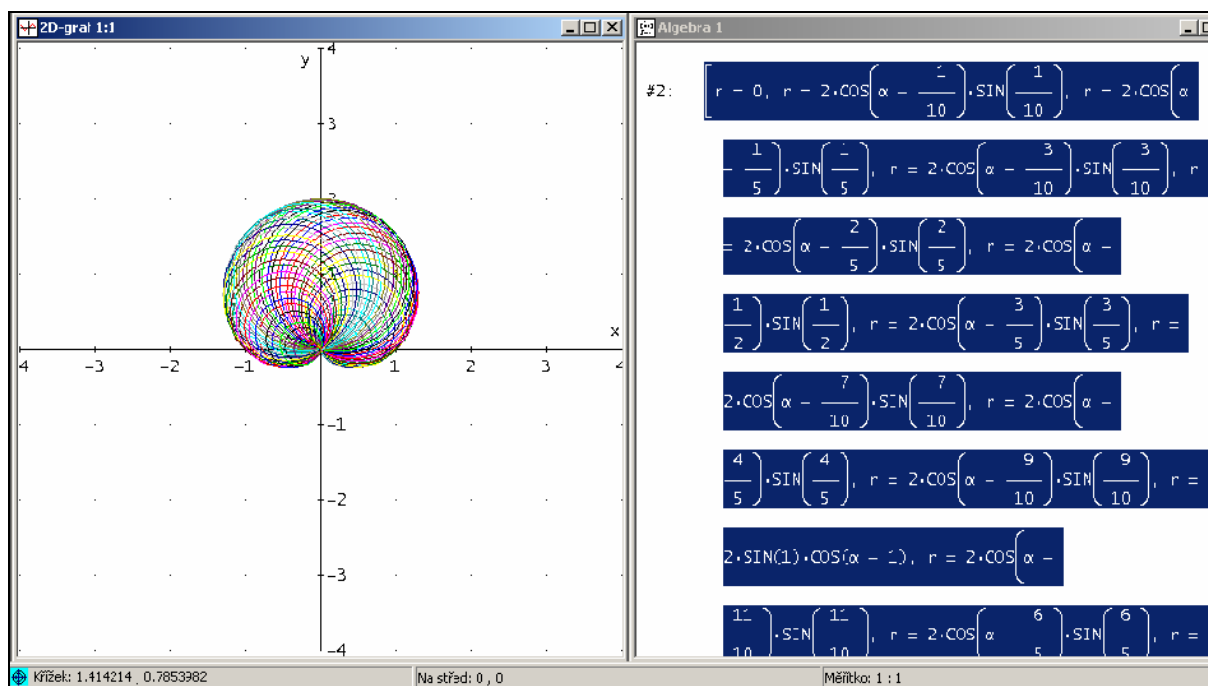 2D-graf 1:1
Algebra 1
y
4
3
2
1
x
-4 -3 -2 -1 1 2 3 4
-1
-2
-3
-4
#2: [r = 0, r = 2·COS(α - 1/10)·SIN(1/10), r = 2·COS(α
- 1/5)·SIN(1/5), r = 2·COS(α - 3/10)·SIN(3/10), r
= 2·COS(α - 2/5)·SIN(2/5), r = 2·COS(α -
1/2)·SIN(1/2), r = 2·COS(α - 3/5)·SIN(3/5), r =
2·COS(α - 7/10)·SIN(7/10), r = 2·COS(α -
4/5)·SIN(4/5), r = 2·COS(α - 9/10)·SIN(9/10), r =
2·SIN(1)·COS(α - 1), r = 2·COS(α -
11/10)·SIN(11/10), r = 2·COS(α 6/5)·SIN(6/5), r =
Křížek: 1.414214 , 0.7853982
Na střed: 0 , 0
Měřítko: 1 : 1